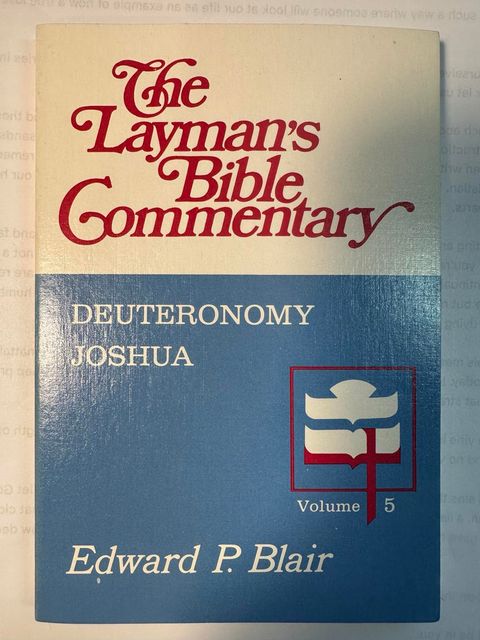 The
Layman's
Bible
Commentary
DEUTERONOMY
JOSHUA
Volume 5
Edward P. Blair